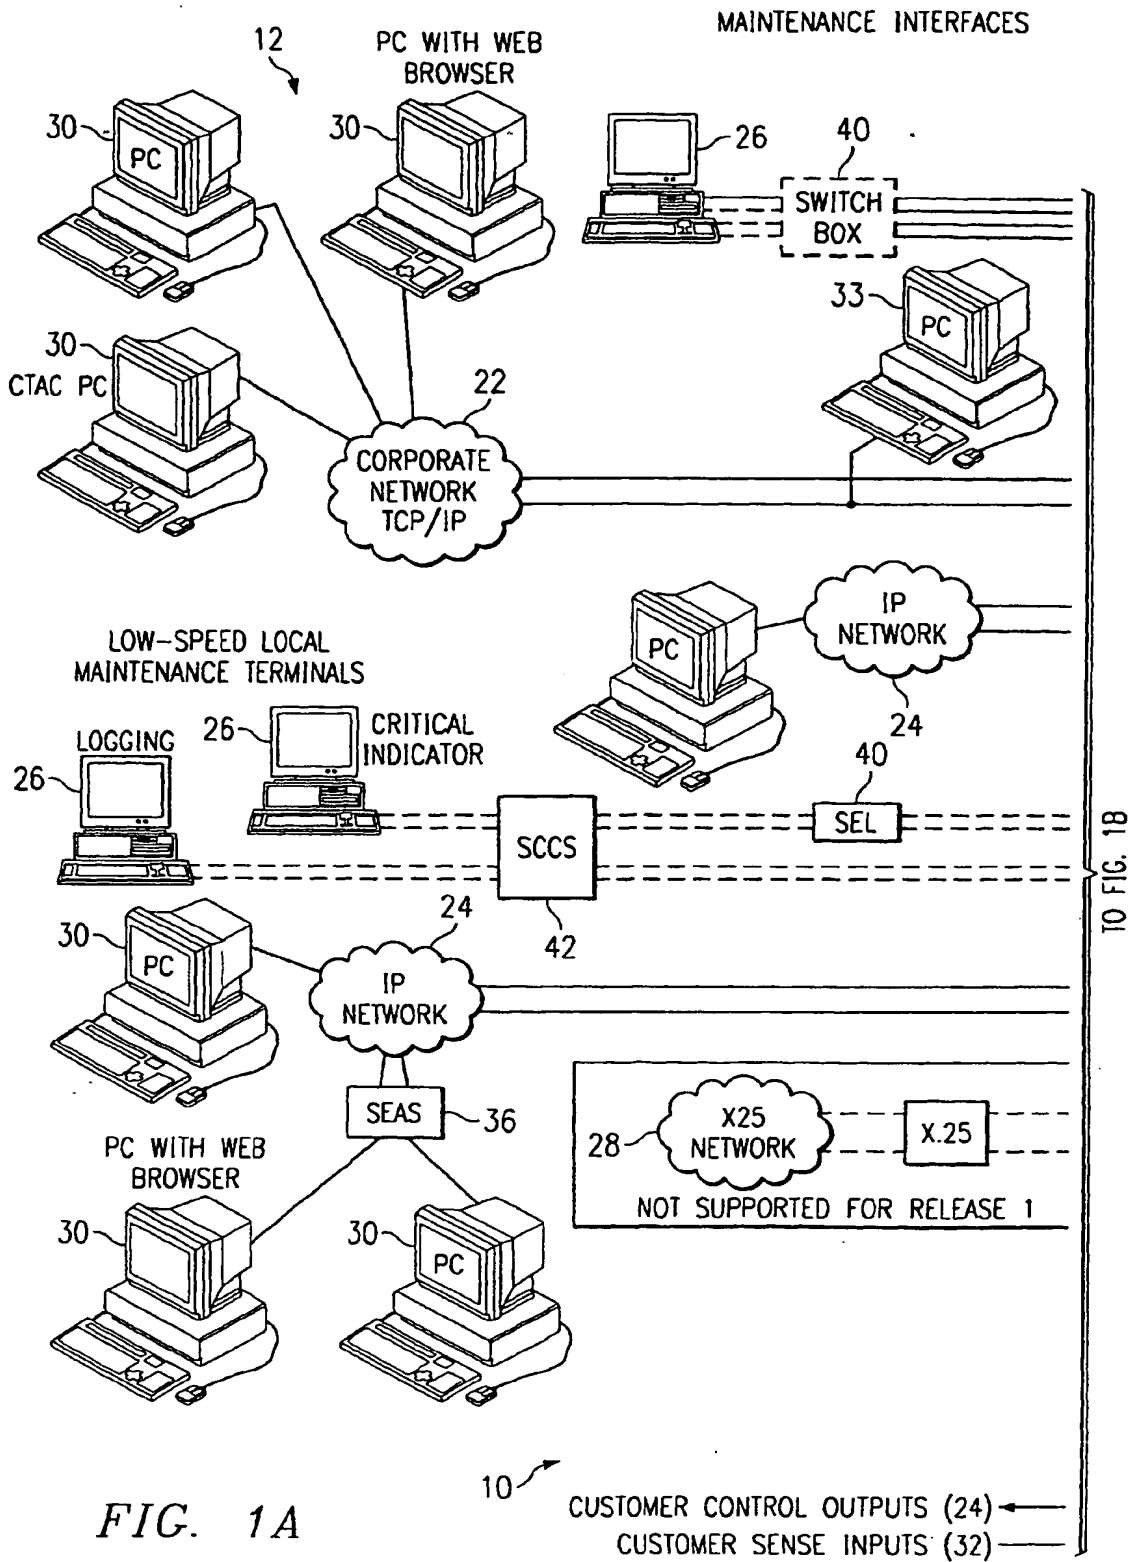 MAINTENANCE INTERFACES
12
PC WITH WEB
BROWSER
30
PC
30
26
40
SWITCH
BOX
33
PC
30
CTAC PC
22
CORPORATE
NETWORK
TCP/IP
PC
IP
NETWORK
24
LOW-SPEED LOCAL
MAINTENANCE TERMINALS
LOGGING
26
26
CRITICAL
INDICATOR
SCCS
42
40
SEL
TO FIG. 1B
30
PC
24
IP
NETWORK
SEAS
36
28
X25
NETWORK
X.25
NOT SUPPORTED FOR RELEASE 1
PC WITH WEB
BROWSER
30
30
PC
10
FIG. 1A
CUSTOMER CONTROL OUTPUTS (24)
CUSTOMER SENSE INPUTS (32)